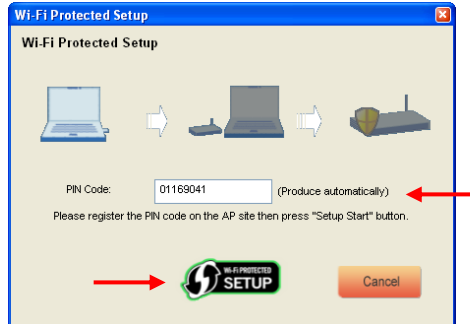 Wi-Fi Protected Setup
Wi-Fi Protected Setup
PIN Code: 01169041 (Produce automatically)
Please register the PIN code on the AP site then press "Setup Start" button.
WI-FI PROTECTED
SETUP
Cancel